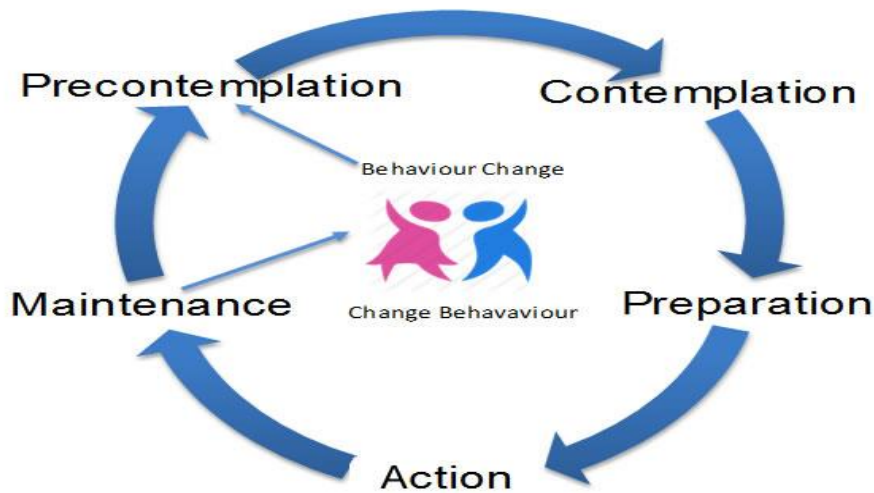 Precontemplation
Contemplation
Behaviour Change
Maintenance
Change Behavaviour
Preparation
Action